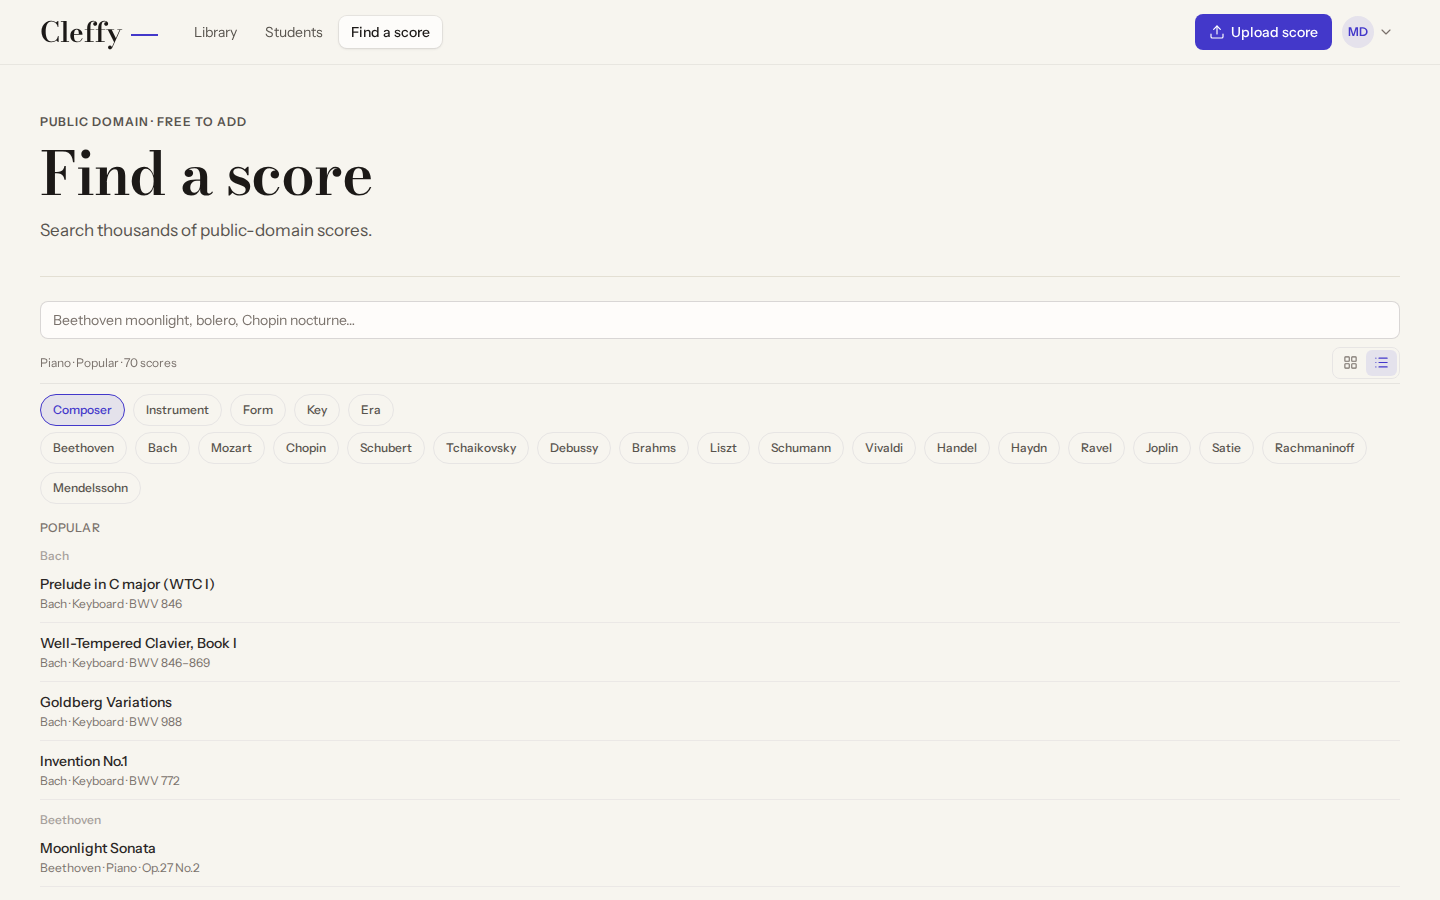 Cleffy
Library Students Find a score
Upload score MD
PUBLIC DOMAIN · FREE TO ADD
Find a score
Search thousands of public-domain scores.
Beethoven moonlight, bolero, Chopin nocturne...
Piano · Popular · 70 scores
Composer Instrument Form Key Era
Beethoven Bach Mozart Chopin Schubert Tchaikovsky Debussy Brahms Liszt Schumann Vivaldi Handel Haydn Ravel Joplin Satie Rachmaninoff
Mendelssohn
POPULAR
Bach
Prelude in C major (WTC I)
Bach · Keyboard · BWV 846
Well-Tempered Clavier, Book I
Bach · Keyboard · BWV 846–869
Goldberg Variations
Bach · Keyboard · BWV 988
Invention No.1
Bach · Keyboard · BWV 772
Beethoven
Moonlight Sonata
Beethoven · Piano · Op.27 No.2